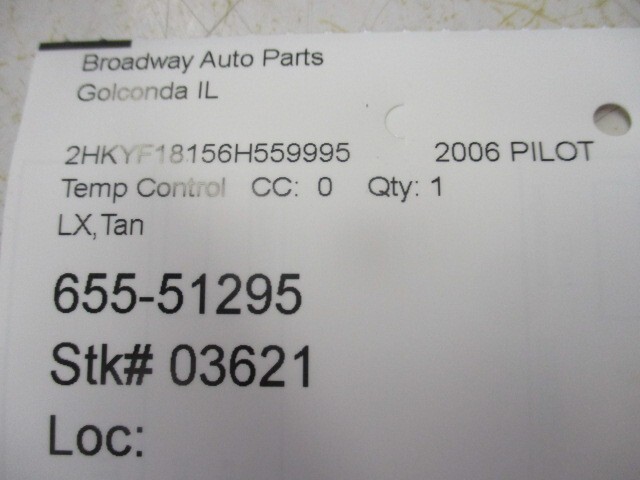 Broadway Auto Parts
Golconda IL
2HKYF18156H559995 2006 PILOT
Temp Control CC: 0 Qty: 1
LX,Tan
655-51295
Stk# 03621
Loc: